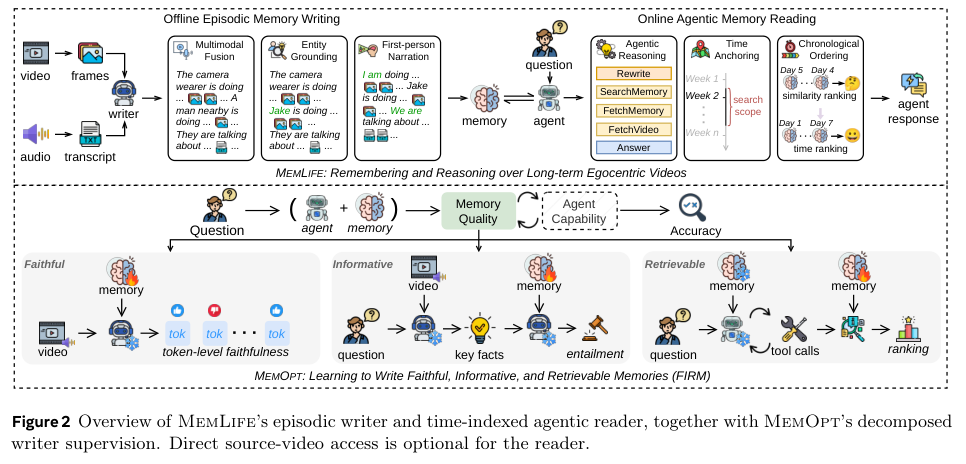 Offline Episodic Memory Writing
Online Agentic Memory Reading
video
frames
writer
audio
transcript
Multimodal
Fusion
The camera
wearer is doing
... ... A
man nearby is
doing ...
They are talking
about ... ...
Entity
Grounding
The camera
wearer is doing
... ...
Jake is doing
...
They are talking
about ... ...
First-person
Narration
I am doing ...
... Jake
is doing ...
... We are
talking about ...
...
memory
question
agent
Agentic
Reasoning
Rewrite
SearchMemory
FetchMemory
FetchVideo
Answer
Time
Anchoring
Week 1
Week 2
Week n
search
scope
Chronological
Ordering
Day 5 Day 4
similarity ranking
Day 1 Day 7
time ranking
agent
response
MEMLIFE: Remembering and Reasoning over Long-term Egocentric Videos
Question
( agent + memory )
Memory
Quality
Agent
Capability
Accuracy
Faithful
memory
video
tok tok ... tok
token-level faithfulness
Informative
video
memory
question
key facts
entailment
Retrievable
memory
memory
question
tool calls
ranking
MEMOPT: Learning to Write Faithful, Informative, and Retrievable Memories (FIRM)
Figure 2 Overview of MEMLIFE's episodic writer and time-indexed agentic reader, together with MEMOPT's decomposed
writer supervision. Direct source-video access is optional for the reader.